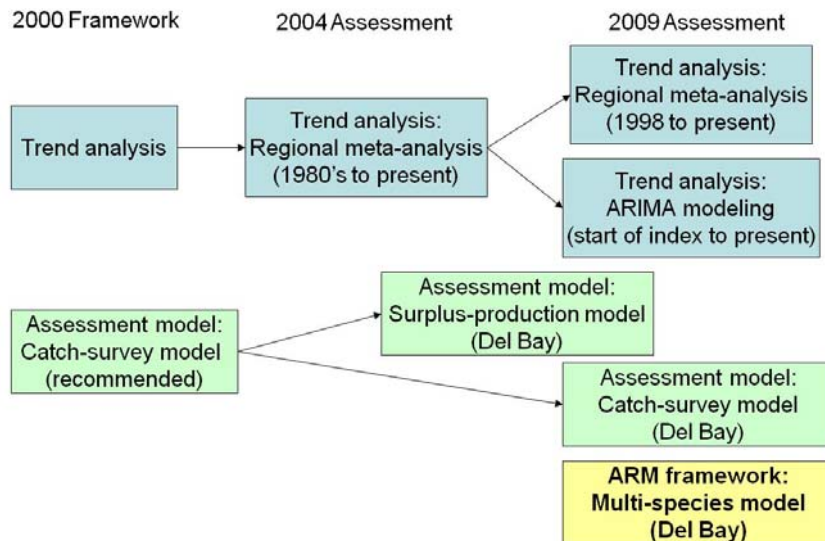 2000 Framework
2004 Assessment
2009 Assessment
Trend analysis
Trend analysis:
Regional meta-analysis
(1980's to present)
Trend analysis:
Regional meta-analysis
(1998 to present)
Trend analysis:
ARIMA modeling
(start of index to present)
Assessment model:
Catch-survey model
(recommended)
Assessment model:
Surplus-production model
(Del Bay)
Assessment model:
Catch-survey model
(Del Bay)
ARM framework:
Multi-species model
(Del Bay)